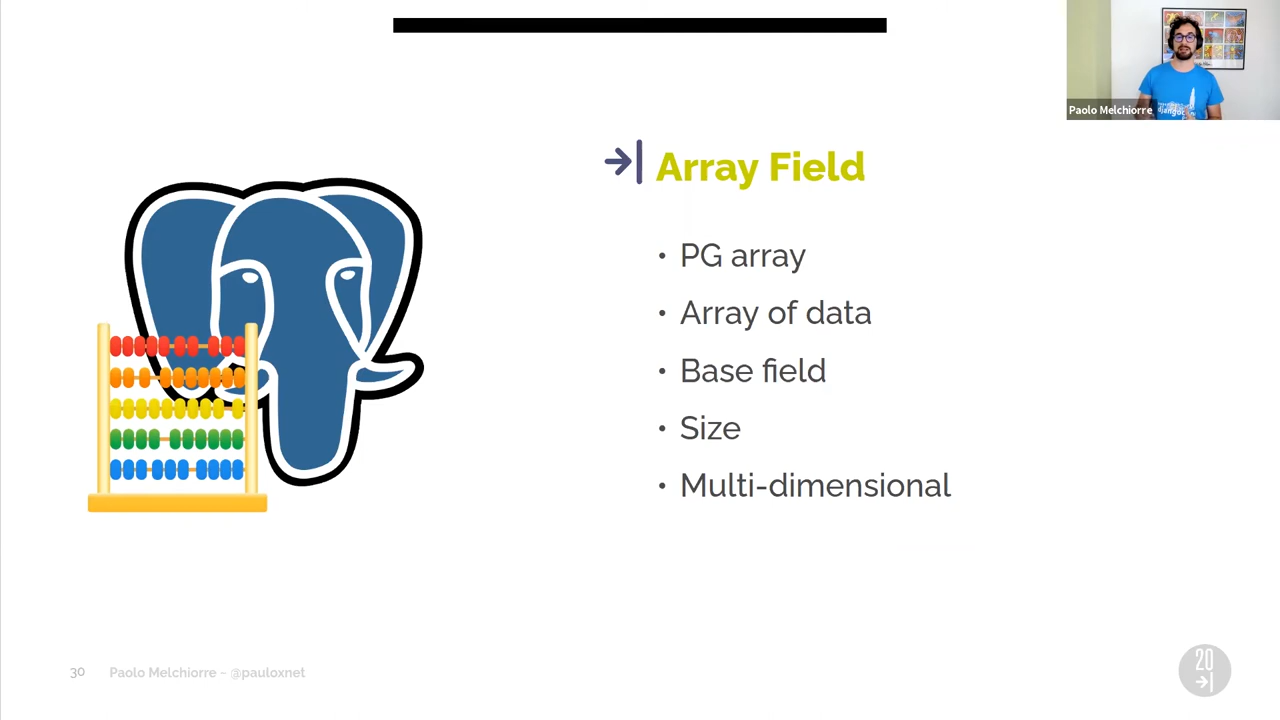 Paolo Melchiorre
Array Field
• PG array
• Array of data
• Base field
• Size
• Multi-dimensional
30 Paolo Melchiorre ~ @pauloxnet
20